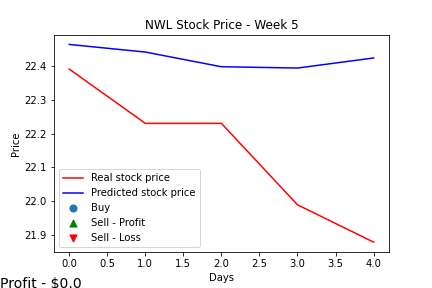 NWL Stock Price - Week 5
Price
22.4
22.3
22.2
22.1
22.0
21.9
Real stock price
Predicted stock price
Buy
Sell - Profit
Sell - Loss
0.0 0.5 1.0 1.5 2.0 2.5 3.0 3.5 4.0
Days
Profit - $0.0